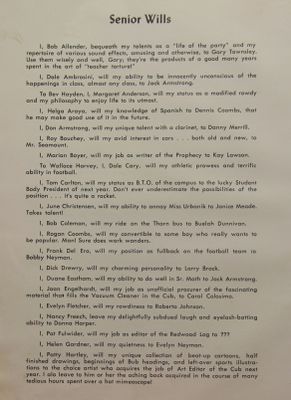 Senior Wills
I, Bob Allender, bequeath my talents as a "life of the party" and my
repertoire of various sound effects, amusing and otherwise, to Gary Townsley.
Use them wisely and well, Gary; they're the products of a good many years
spent in the art of "teacher torture!"
I, Dale Ambrosini, will my ability to be innocently unconscious of the
happenings in class, almost any class, to Jack Armstrong.
To Bev Hayden, I, Margaret Anderson, will my status as a modified rowdy
and my philosophy to enjoy life to its utmost.
I, Helga Araya, will my knowledge of Spanish to Dennis Coombs, that
he may make good use of it in the future.
I, Don Armstrong, will my unique talent with a clarinet, to Danny Merrill.
I, Roy Bouchey, will my avid interest in cars . . . both old and new, to
Mr. Seamount.
I, Marian Boyer, will my job as writer of the Prophecy to Kay Lawson.
To Wallace Harvey, I, Dale Cary, will my athletic prowess and terrific
ability in football.
I, Tom Carlton, will my status as B.T.O. of the campus to the lucky Student
Body President of next year. Don't ever underestimate the possibilities of the
position . . . it's quite a racket.
I, June Christensen, will my ability to annoy Miss Urbanik to Janice Meade.
Takes talent!
I, Bob Coleman, will my ride on the Thorn bus to Bueloh Dunnivan.
I, Rogan Coombs, will my convertible to some boy who really wants to
be popular. Man! Sure does work wonders.
I, Frank Del Era, will my position as fullback on the football team to
Bobby Neyman.
I, Dick Drewry, will my charming personality to Larry Brack.
I, Duane Eastham, will my ability to do well in Sr. Math to Jack Armstrong.
I, Joan Engelhardt, will my job as unofficial procurer of the fascinating
material that fills the Vacuum Cleaner in the Cub, to Carol Colosimo.
I, Evelyn Fletcher, will my rowdiness to Roberta Johnson.
I, Nancy Freech, leave my delightfully subdued laugh and eyelash-batting
ability to Donna Harper.
I, Pat Fulwider, will my job as editor of the Redwood Log to ???
I, Helen Gardner, will my quietness to Evelyn Neyman.
I, Patty Hartley, will my unique collection of beat-up cartoons, half
finished drawings, beginnings of Bub headings, and left-over sports illustra-
tions to the choice artist who acquires the job of Art Editor of the Cub next
year. I also leave to him or her the aching back acquired in the course of many
tedious hours spent over a hot mimeoscope!